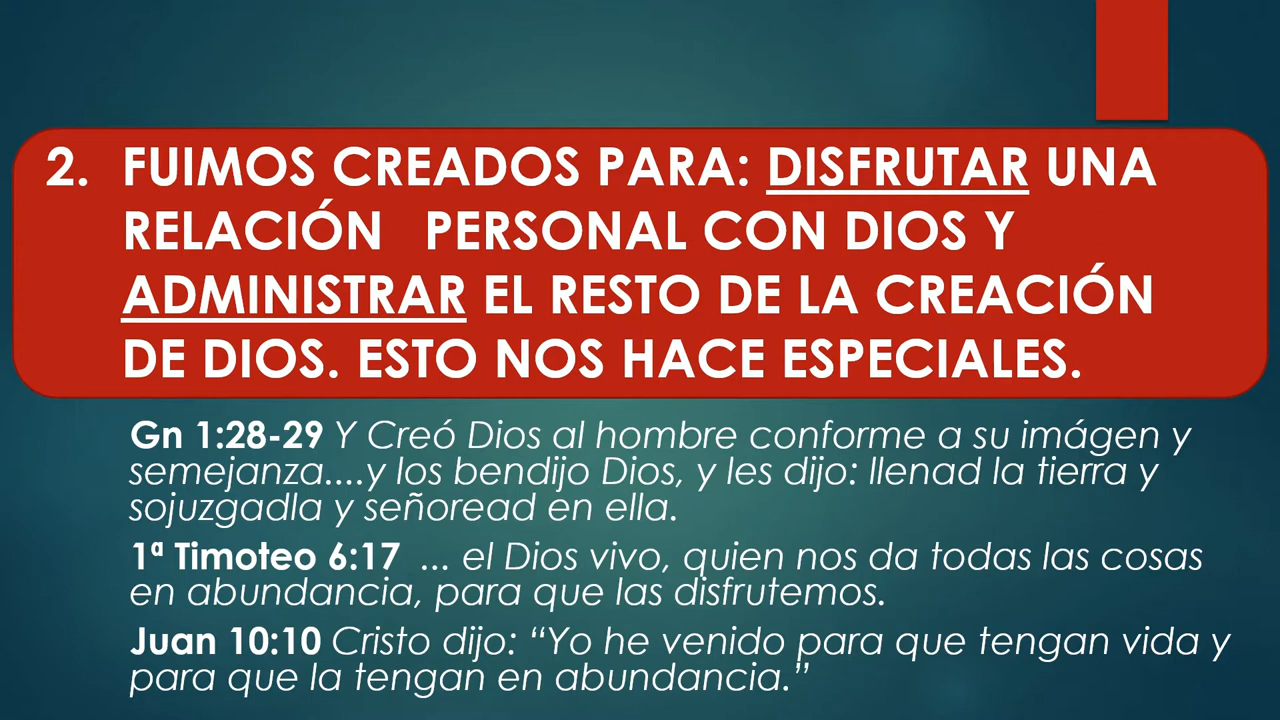 2. FUIMOS CREADOS PARA: DISFRUTAR UNA
RELACIÓN PERSONAL CON DIOS Y
ADMINISTRAR EL RESTO DE LA CREACIÓN
DE DIOS. ESTO NOS HACE ESPECIALES.
Gn 1:28-29 Y Creó Dios al hombre conforme a su imágen y
semejanza....y los bendijo Dios, y les dijo: llenad la tierra y
sojuzgadla y señoread en ella.
1ª Timoteo 6:17 ... el Dios vivo, quien nos da todas las cosas
en abundancia, para que las disfrutemos.
Juan 10:10 Cristo dijo: “Yo he venido para que tengan vida y
para que la tengan en abundancia.”